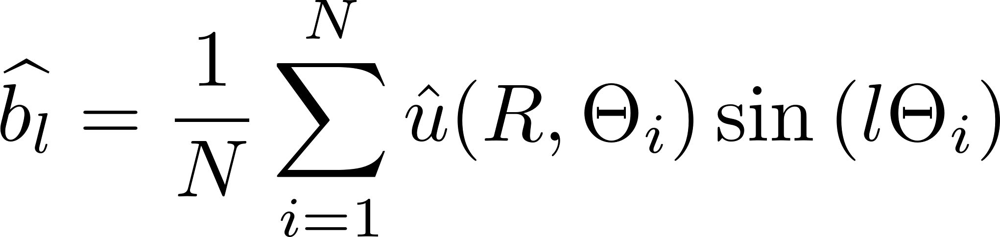 \widehat{b_l} = \frac{1}{N} \sum_{i=1}^{N} \hat{u}(R, \Theta_i) \sin(l\Theta_i)